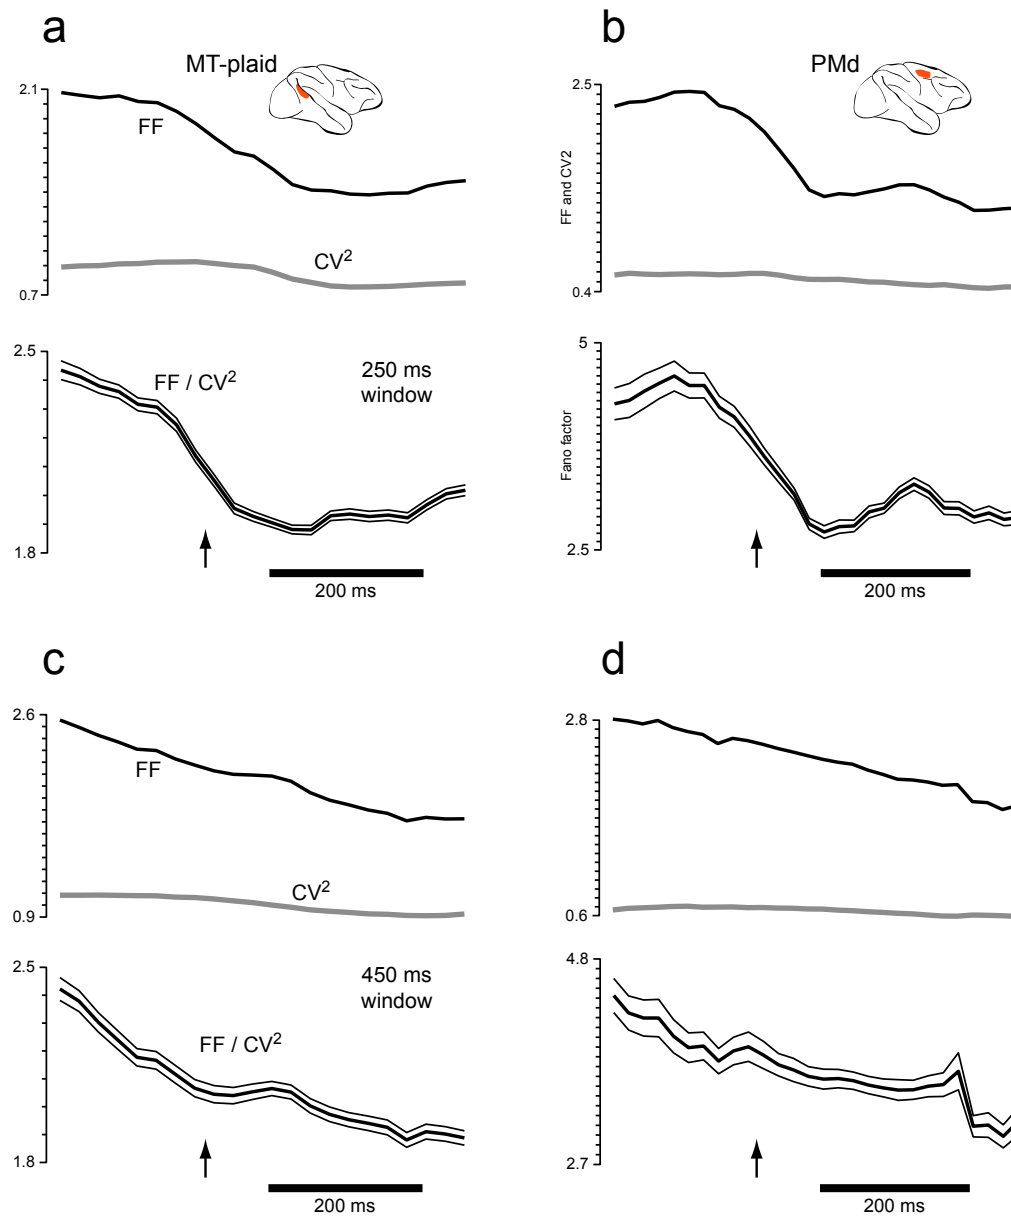 a
MT-plaid
2.1
FF
CV2
0.7
2.5
FF / CV2
250 ms
window
1.8
200 ms
b
PMd
2.5
FF and CV2
0.4
5
Fano factor
2.5
200 ms
c
2.6
FF
CV2
0.9
2.5
450 ms
window
FF / CV2
1.8
200 ms
d
2.8
0.6
4.8
2.7
200 ms